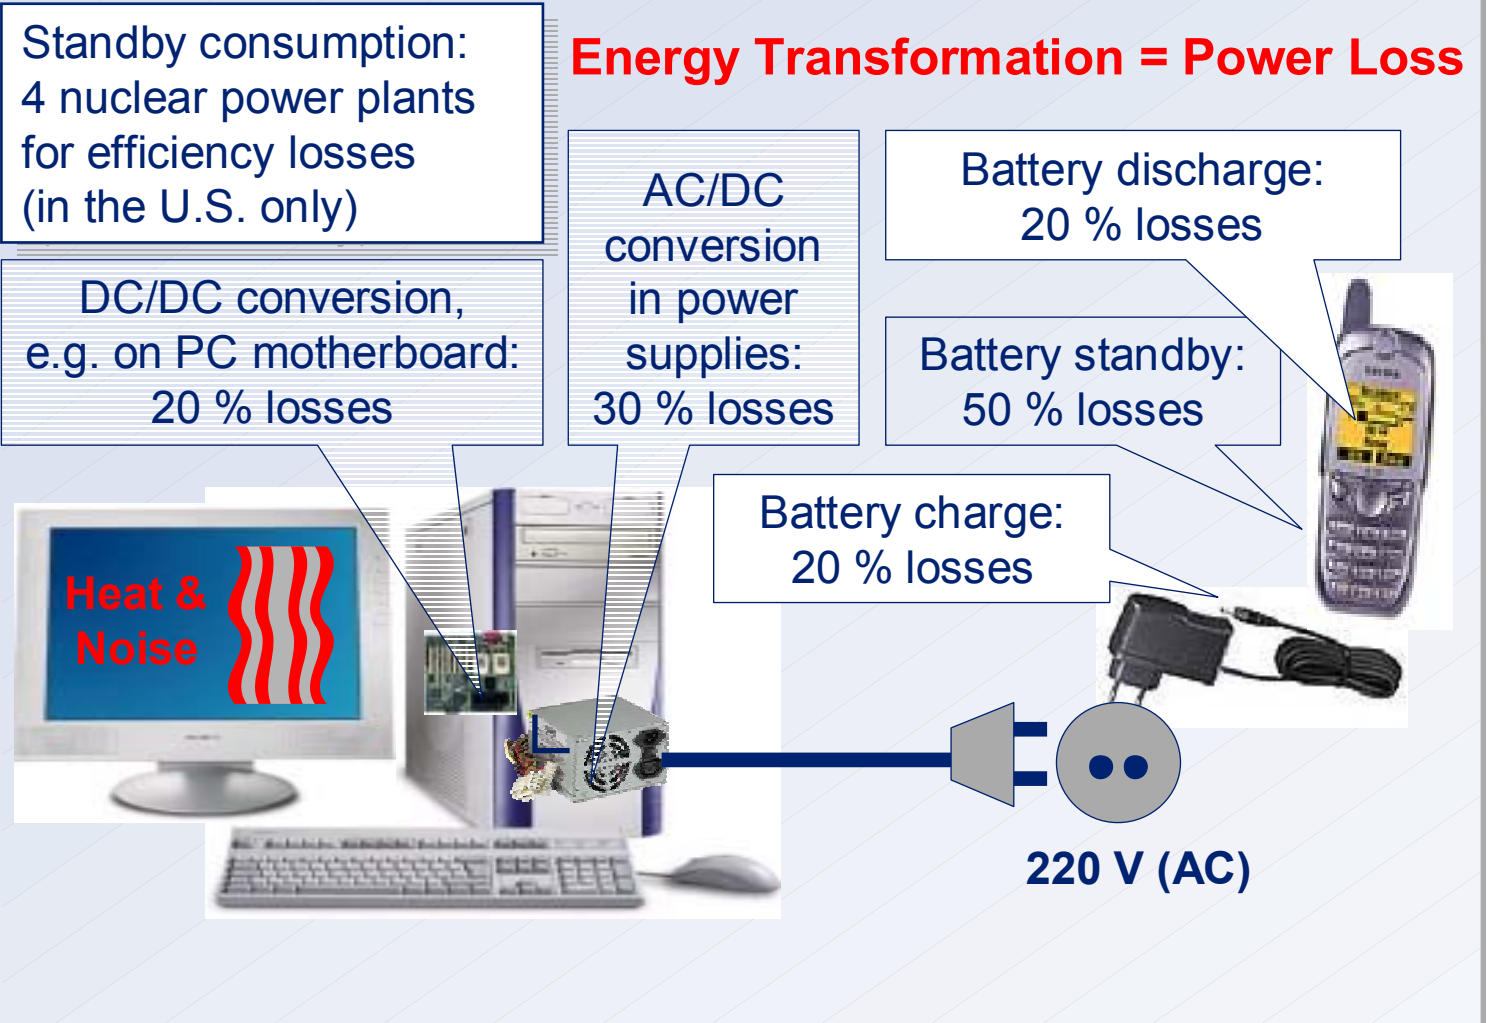 Standby consumption:
4 nuclear power plants
for efficiency losses
(in the U.S. only)
Energy Transformation = Power Loss
DC/DC conversion,
e.g. on PC motherboard:
20 % losses
AC/DC
conversion
in power
supplies:
30 % losses
Battery discharge:
20 % losses
Battery standby:
50 % losses
Battery charge:
20 % losses
Heat &
Noise
220 V (AC)